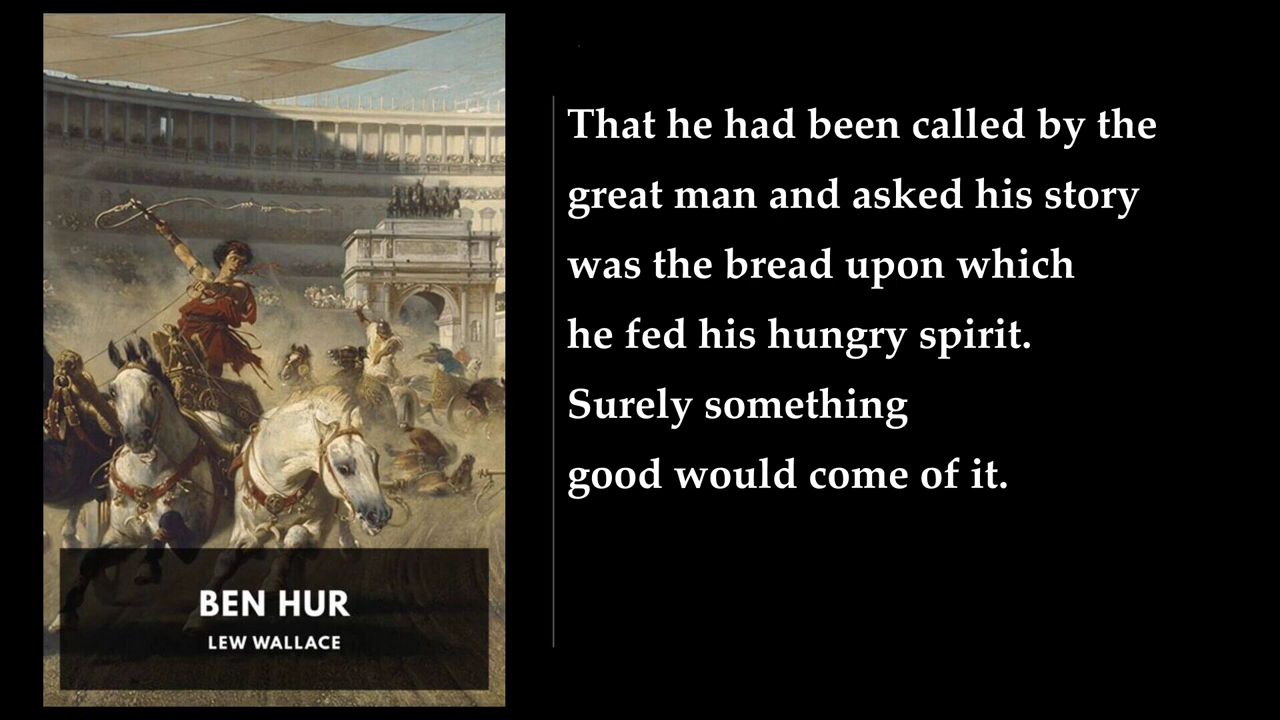 BEN HUR
LEW WALLACE
That he had been called by the
great man and asked his story
was the bread upon which
he fed his hungry spirit.
Surely something
good would come of it.